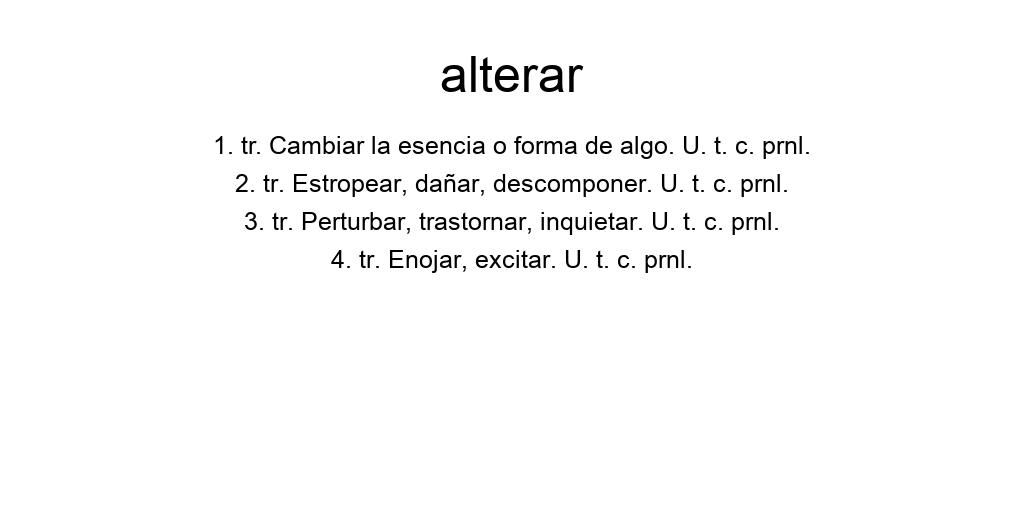 alterar
1. tr. Cambiar la esencia o forma de algo. U. t. c. prnl.
2. tr. Estropear, dañar, descomponer. U. t. c. prnl.
3. tr. Perturbar, trastornar, inquietar. U. t. c. prnl.
4. tr. Enojar, excitar. U. t. c. prnl.